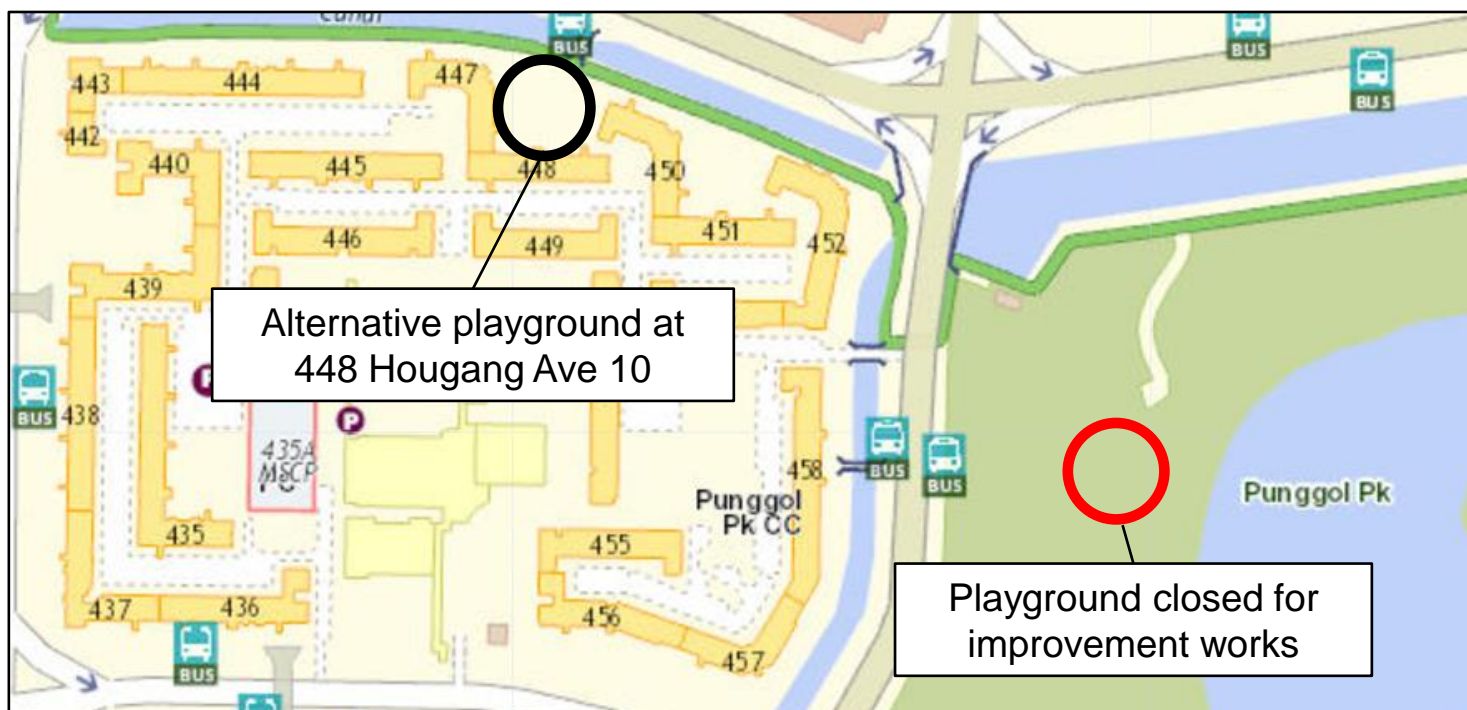 Canal
BUS
BUS
BUS
443
444
447
442
440
445
448
450
446
449
451
452
439
Alternative playground at
448 Hougang Ave 10
P
BUS
438
P
435A
MSCP
458
BUS
BUS
Punggol
Pk CC
Punggol Pk
435
455
437
436
456
457
BUS
Playground closed for
improvement works